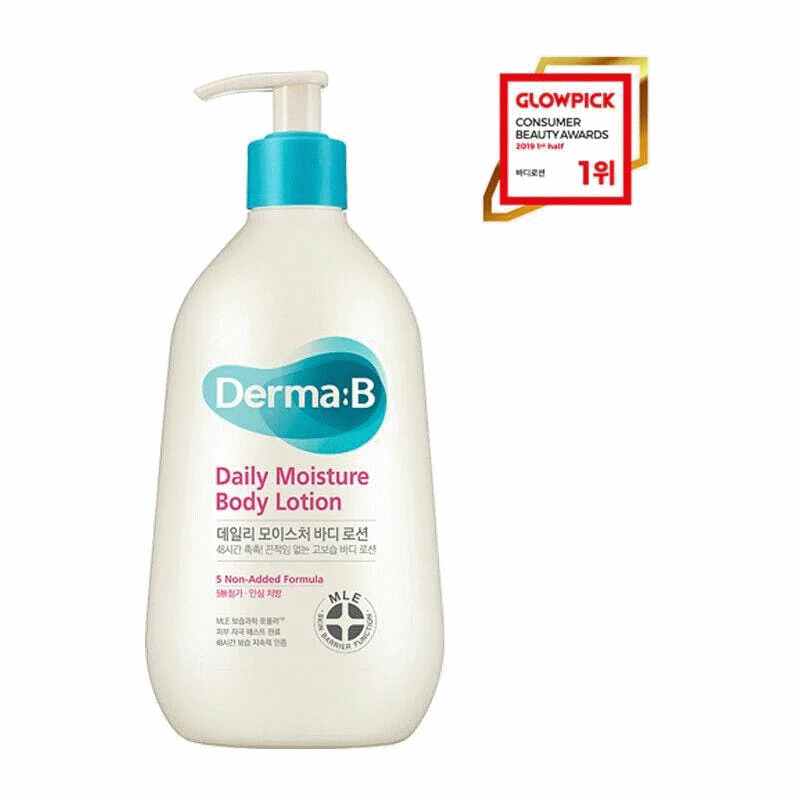 GLOWPICK
CONSUMER
BEAUTY AWARDS
2019 1st half
바디로션 1위
Derma:B
Daily Moisture
Body Lotion
데일리 모이스처 바디 로션
48시간 촉촉! 끈적임 없는 고보습 바디 로션
5 Non-Added Formula
5無첨가·안심 처방
MLE 보습과학 포뮬러™
피부 자극 테스트 완료
48시간 보습 지속력 인증
MLE
SKIN BARRIER FUNCTION